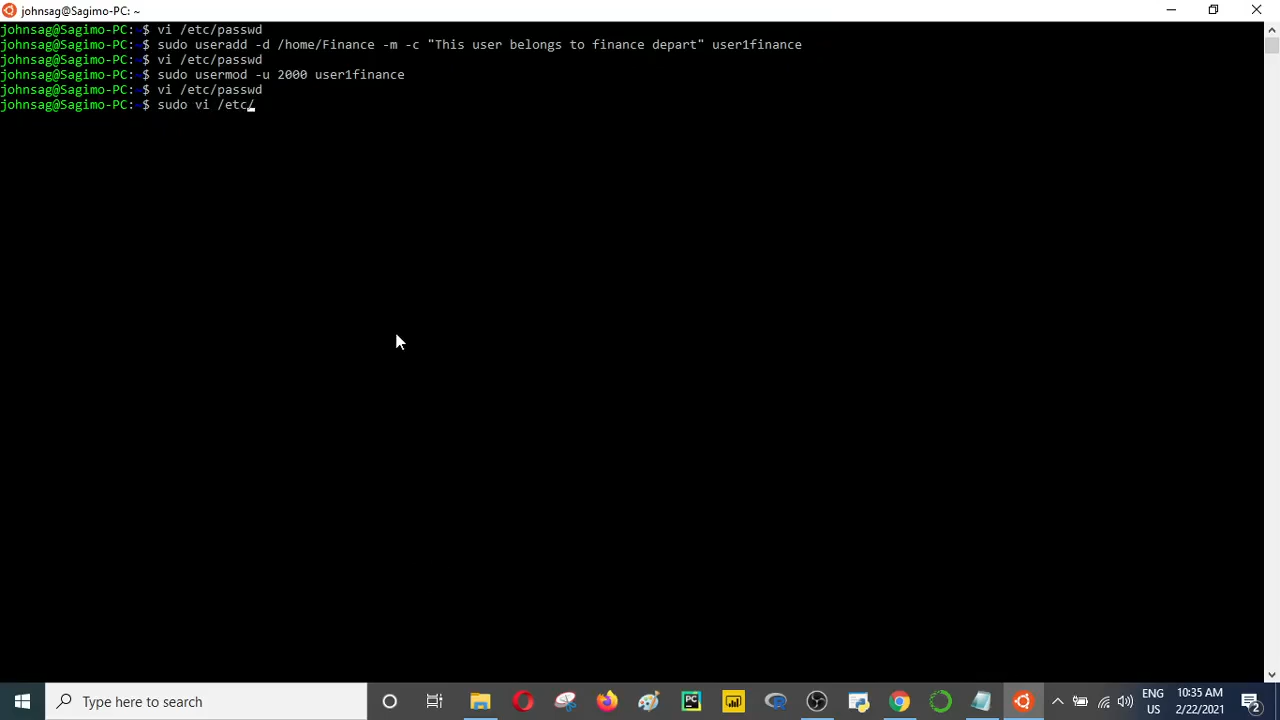 johnsag@Sagimo-PC: ~
johnsag@Sagimo-PC:~$ vi /etc/passwd
johnsag@Sagimo-PC:~$ sudo useradd -d /home/Finance -m -c "This user belongs to finance depart" user1finance
johnsag@Sagimo-PC:~$ vi /etc/passwd
johnsag@Sagimo-PC:~$ sudo usermod -u 2000 user1finance
johnsag@Sagimo-PC:~$ vi /etc/passwd
johnsag@Sagimo-PC:~$ sudo vi /etc/
Type here to search
PC
R
ENG
US
10:35 AM
2/22/2021
2